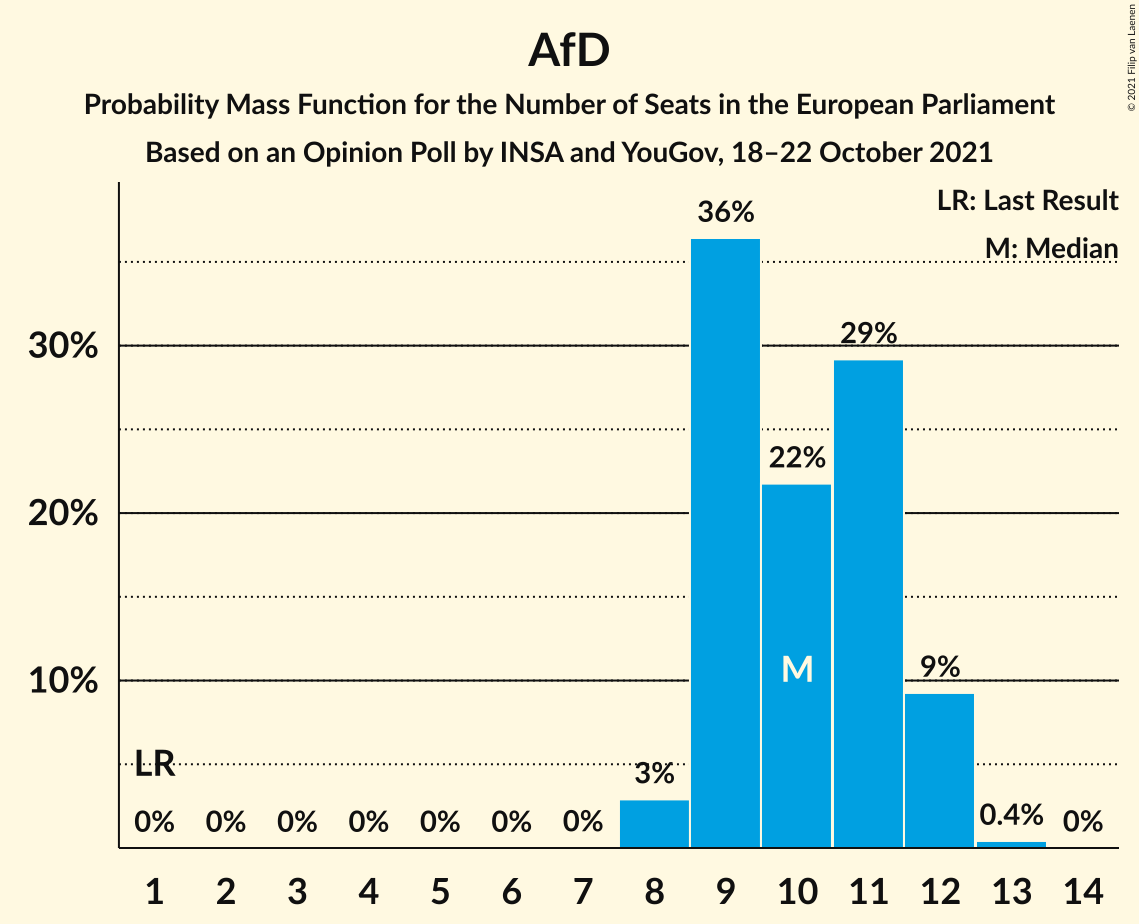 AfD
Probability Mass Function for the Number of Seats in the European Parliament
Based on an Opinion Poll by INSA and YouGov, 18–22 October 2021
© 2021 Filip van Laenen
LR: Last Result
M: Median
36%
30%
29%
22%
20%
10%
M
9%
LR
3%
0% 0% 0% 0% 0% 0% 0% 0.4% 0%
1 2 3 4 5 6 7 8 9 10 11 12 13 14